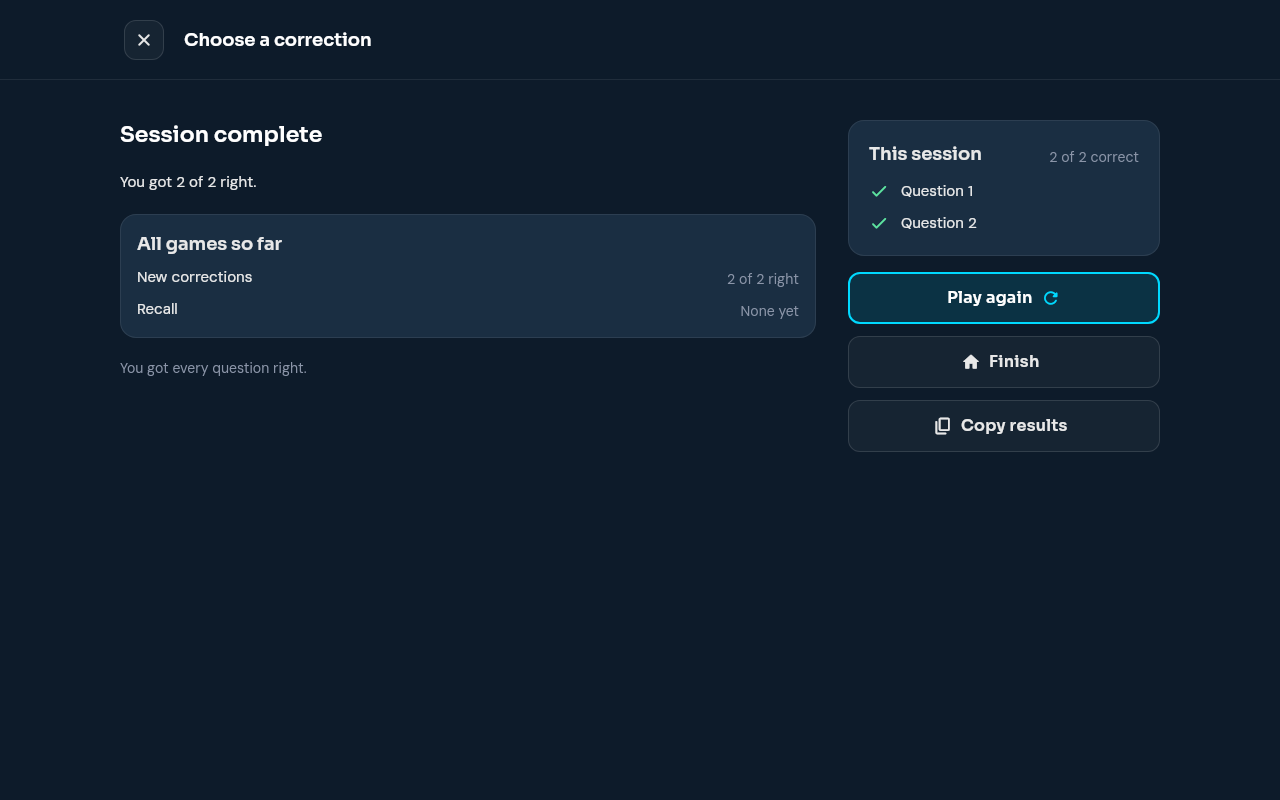 Choose a correction
Session complete
You got 2 of 2 right.
All games so far
New corrections 2 of 2 right
Recall None yet
You got every question right.
This session 2 of 2 correct
Question 1
Question 2
Play again
Finish
Copy results